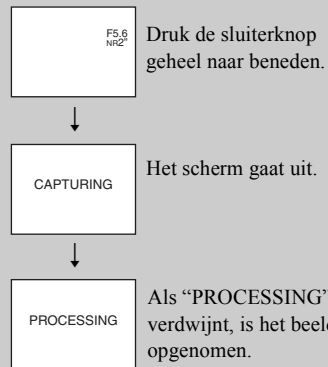 F5.6
NR2"
Druk de sluiterknop
geheel naar beneden.
CAPTURING
Het scherm gaat uit.
PROCESSING
Als “PROCESSING”
verdwijnt, is het beeld
opgenomen.